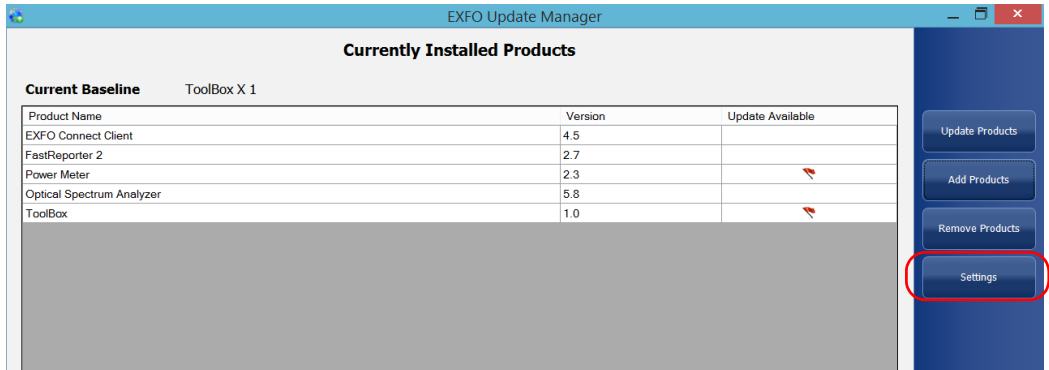 EXFO Update Manager
Currently Installed Products
Current Baseline ToolBox X 1
Product Name Version Update Available
EXFO Connect Client 4.5
FastReporter 2 2.7
Power Meter 2.3
Optical Spectrum Analyzer 5.8
ToolBox 1.0
Update Products
Add Products
Remove Products
Settings